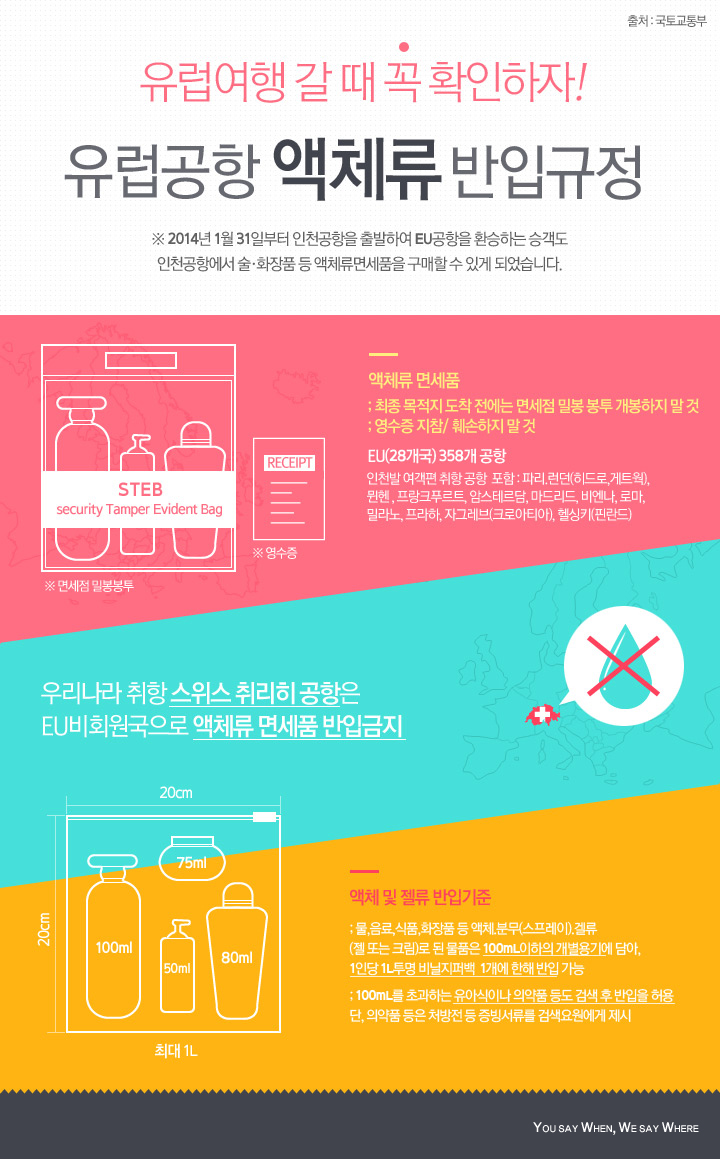 출처 : 국토교통부
유럽여행 갈 때 꼭 확인하자!
유럽공항 액체류 반입규정
※ 2014년 1월 31일부터 인천공항을 출발하여 EU공항을 환승하는 승객도
인천공항에서 술·화장품 등 액체류면세품을 구매할 수 있게 되었습니다.
액체류 면세품
; 최종 목적지 도착 전에는 면세점 밀봉 봉투 개봉하지 말 것
; 영수증 지참/ 훼손하지 말 것
EU(28개국) 358개 공항
인천발 여객편 취항 공항 포함 : 파리,런던(히드로,게트윅),
뮌헨 , 프랑크푸르트, 암스테르담, 마드리드, 비엔나, 로마,
밀라노, 프라하, 자그레브(크로아티아), 헬싱키(핀란드)
STEB
security Tamper Evident Bag
RECEIPT
※ 영수증
※ 면세점 밀봉봉투
우리나라 취항 스위스 취리히 공항은
EU비회원국으로 액체류 면세품 반입금지
20cm
20cm
75ml
100ml
50ml
80ml
최대 1L
액체 및 젤류 반입기준
; 물,음료,식품,화장품 등 액체,분무(스프레이),겔류
(젤 또는 크림)로 된 물품은 100mL이하의 개별용기에 담아,
1인당 1L투명 비닐지퍼백 1개에 한해 반입 가능
; 100mL를 초과하는 유아식이나 의약품 등도 검색 후 반입을 허용
단, 의약품 등은 처방전 등 증빙서류를 검색요원에게 제시
YOU SAY WHEN, WE SAY WHERE